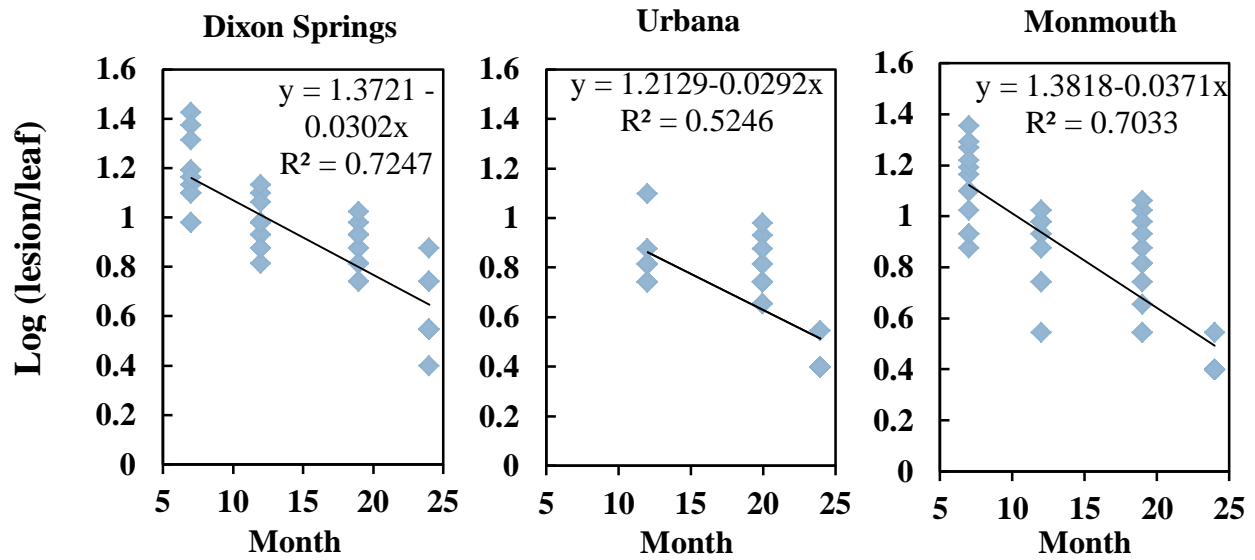 Dixon Springs
Urbana
Monmouth
Log (lesion/leaf)
1.6
1.4
1.2
1
0.8
0.6
0.4
0.2
0
y = 1.3721 -
0.0302x
R² = 0.7247
5 10 15 20 25
Month
1.6
1.4
1.2
1
0.8
0.6
0.4
0.2
0
y = 1.2129-0.0292x
R² = 0.5246
5 10 15 20 25
Month
1.6
1.4
1.2
1
0.8
0.6
0.4
0.2
0
y = 1.3818-0.0371x
R² = 0.7033
5 10 15 20 25
Month